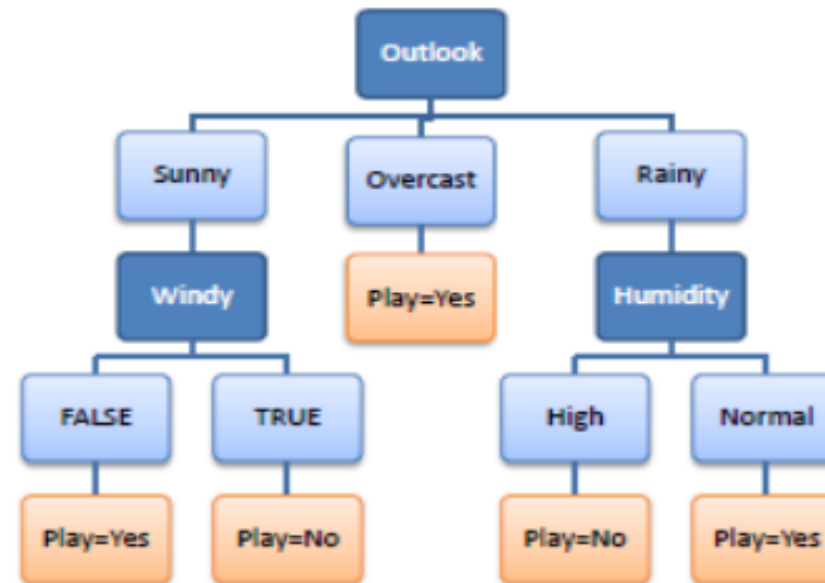 Outlook
Sunny
Overcast
Rainy
Windy
Play=Yes
Humidity
FALSE
TRUE
High
Normal
Play=Yes
Play=No
Play=No
Play=Yes